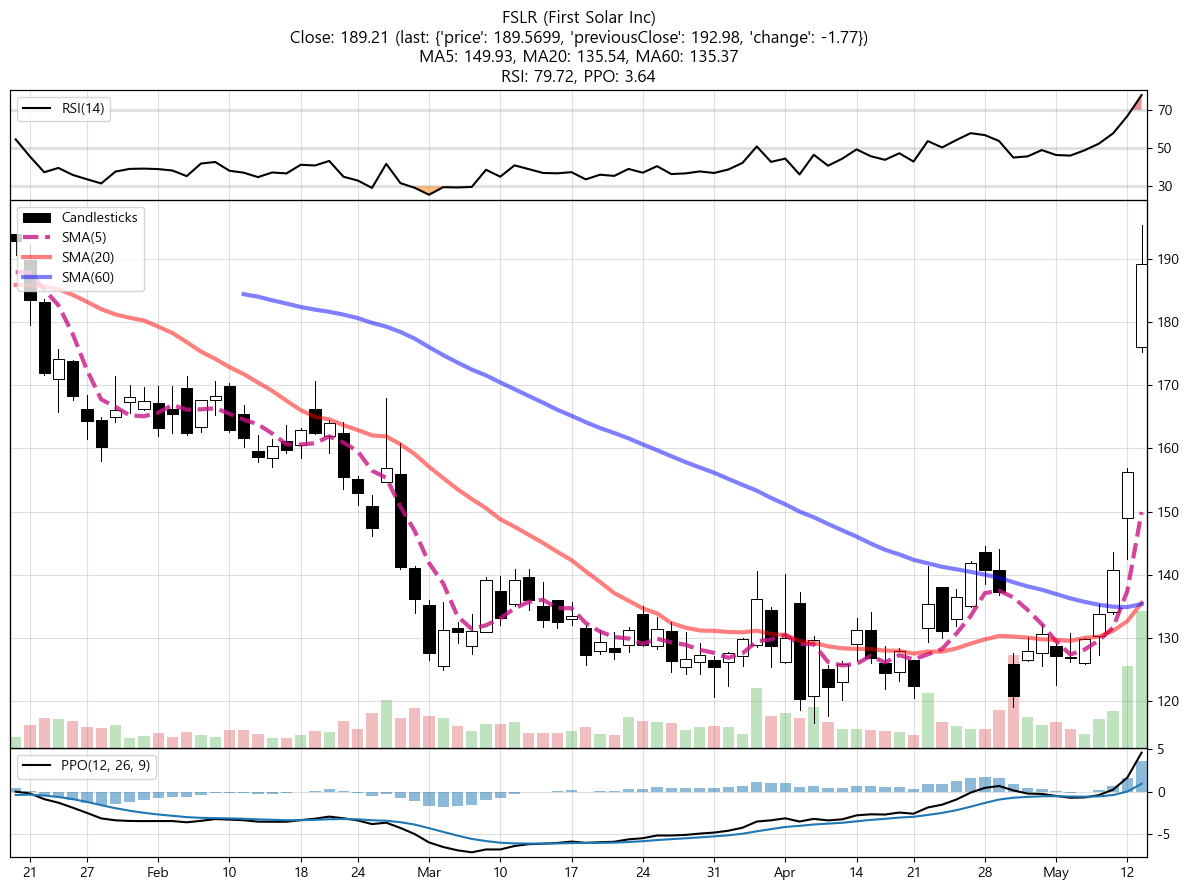 FSLR (First Solar Inc)
Close: 189.21 (last: {'price': 189.5699, 'previousClose': 192.98, 'change': -1.77})
MA5: 149.93, MA20: 135.54, MA60: 135.37
RSI: 79.72, PPO: 3.64
RSI(14)
70
50
30
Candlesticks
SMA(5)
SMA(20)
SMA(60)
190
180
170
160
150
140
130
120
PPO(12, 26, 9)
5
0
-5
21 27 Feb 10 18 24 Mar 10 17 24 31 Apr 14 21 28 May 12